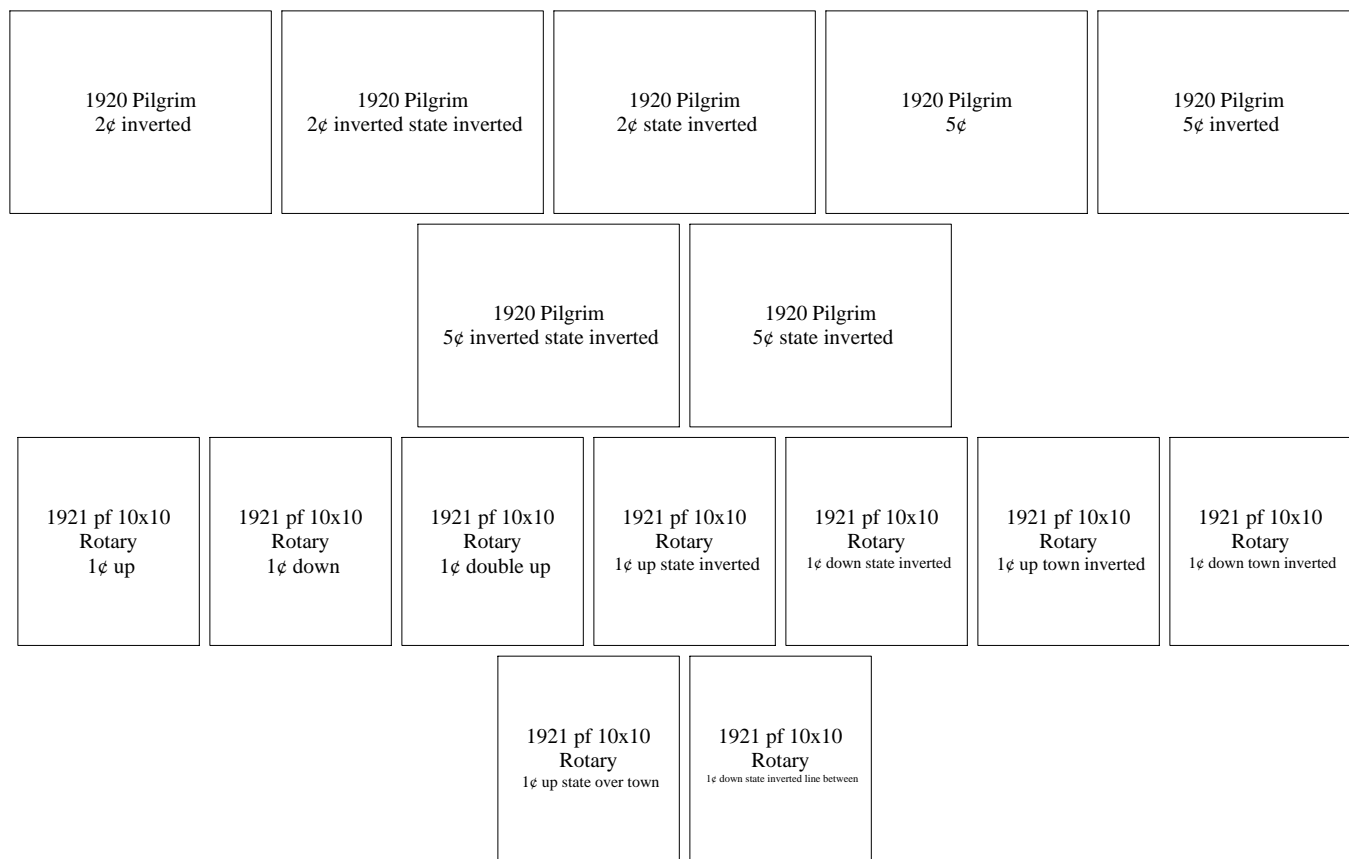 1920 Pilgrim
2¢ inverted
1920 Pilgrim
2¢ inverted state inverted
1920 Pilgrim
2¢ state inverted
1920 Pilgrim
5¢
1920 Pilgrim
5¢ inverted
1920 Pilgrim
5¢ inverted state inverted
1920 Pilgrim
5¢ state inverted
1921 pf 10x10
Rotary
1¢ up
1921 pf 10x10
Rotary
1¢ down
1921 pf 10x10
Rotary
1¢ double up
1921 pf 10x10
Rotary
1¢ up state inverted
1921 pf 10x10
Rotary
1¢ down state inverted
1921 pf 10x10
Rotary
1¢ up town inverted
1921 pf 10x10
Rotary
1¢ down town inverted
1921 pf 10x10
Rotary
1¢ up state over town
1921 pf 10x10
Rotary
1¢ down state inverted line between